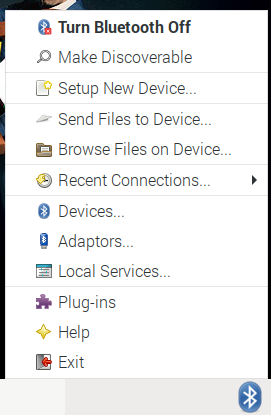 Turn Bluetooth Off
Make Discoverable
Setup New Device...
Send Files to Device...
Browse Files on Device...
Recent Connections...
Devices...
Adaptors...
Local Services...
Plug-ins
Help
Exit